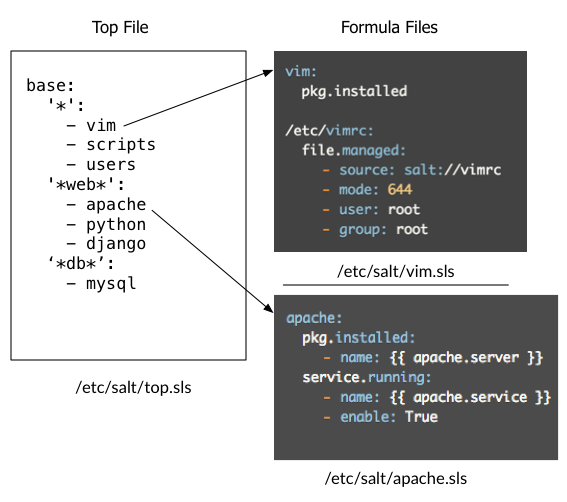 Top File
base:
  '*':
    - vim
    - scripts
    - users
  '*web*':
    - apache
    - python
    - django
  ‘*db*’:
    - mysql
/etc/salt/top.sls
Formula Files
vim:
  pkg.installed
/etc/vimrc:
  file.managed:
    - source: salt://vimrc
    - mode: 644
    - user: root
    - group: root
/etc/salt/vim.sls
apache:
  pkg.installed:
    - name: {{ apache.server }}
  service.running:
    - name: {{ apache.service }}
    - enable: True
/etc/salt/apache.sls